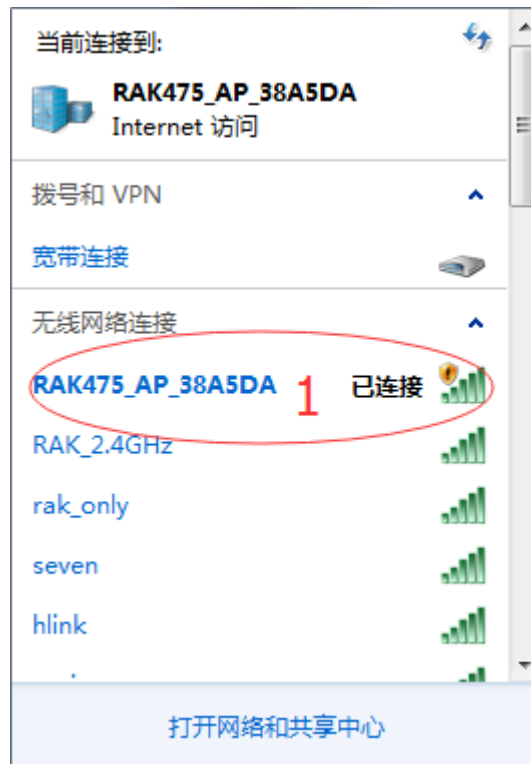 当前连接到:
RAK475_AP_38A5DA
Internet 访问
拨号和 VPN
宽带连接
无线网络连接
RAK475_AP_38A5DA 1 已连接
RAK_2.4GHz
rak_only
seven
hlink
打开网络和共享中心